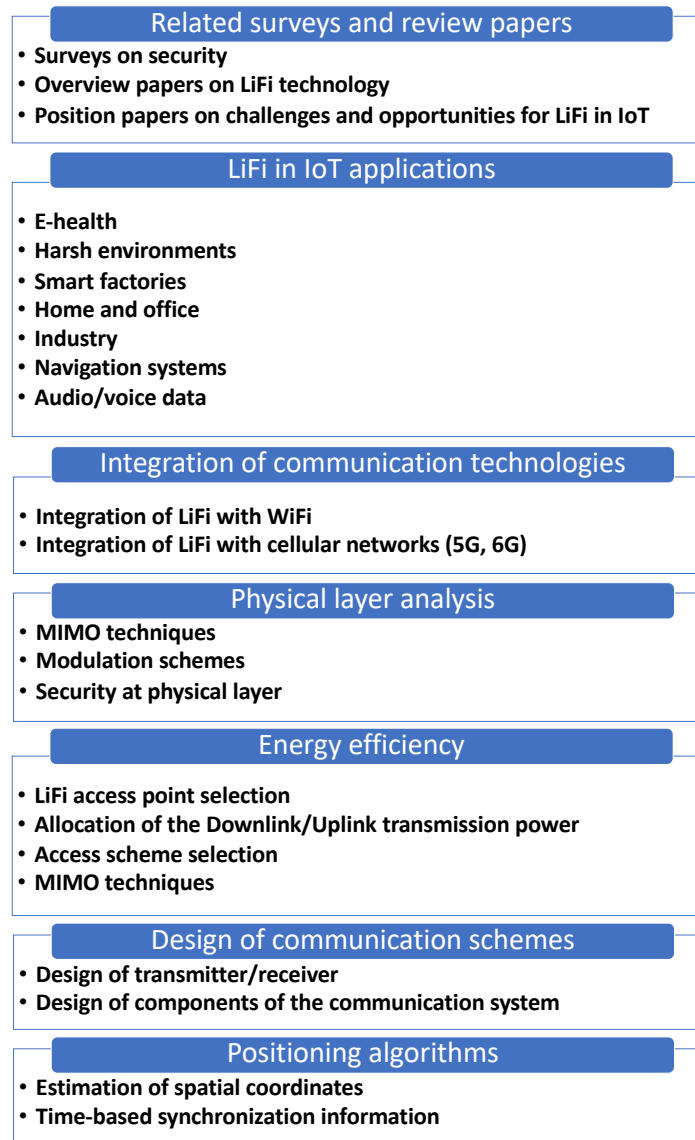 Related surveys and review papers
• Surveys on security
• Overview papers on LiFi technology
• Position papers on challenges and opportunities for LiFi in IoT
LiFi in IoT applications
• E-health
• Harsh environments
• Smart factories
• Home and office
• Industry
• Navigation systems
• Audio/voice data
Integration of communication technologies
• Integration of LiFi with WiFi
• Integration of LiFi with cellular networks (5G, 6G)
Physical layer analysis
• MIMO techniques
• Modulation schemes
• Security at physical layer
Energy efficiency
• LiFi access point selection
• Allocation of the Downlink/Uplink transmission power
• Access scheme selection
• MIMO techniques
Design of communication schemes
• Design of transmitter/receiver
• Design of components of the communication system
Positioning algorithms
• Estimation of spatial coordinates
• Time-based synchronization information